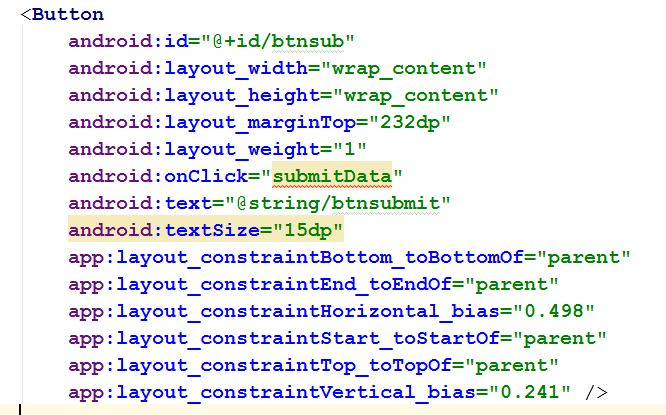 <Button
android:id="@+id/btnsub"
android:layout_width="wrap_content"
android:layout_height="wrap_content"
android:layout_marginTop="232dp"
android:layout_weight="1"
android:onClick="submitData"
android:text="@string/btnsubmit"
android:textSize="15dp"
app:layout_constraintBottom_toBottomOf="parent"
app:layout_constraintEnd_toEndOf="parent"
app:layout_constraintHorizontal_bias="0.498"
app:layout_constraintStart_toStartOf="parent"
app:layout_constraintTop_toTopOf="parent"
app:layout_constraintVertical_bias="0.241" />